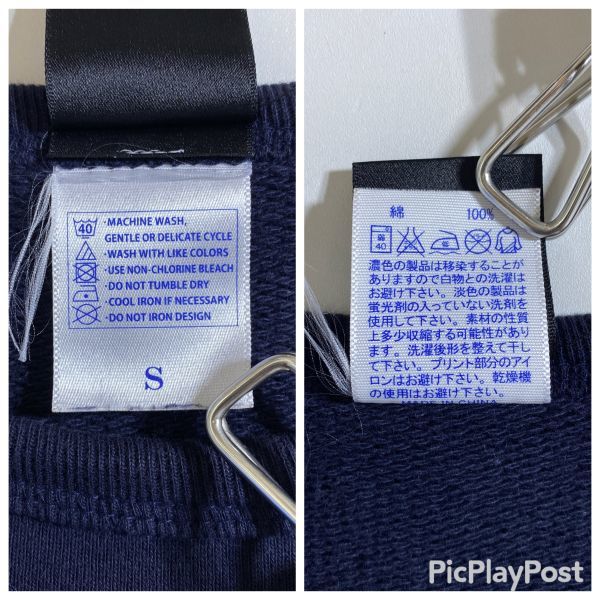 40
・MACHINE WASH,
GENTLE OR DELICATE CYCLE
・WASH WITH LIKE COLORS
・USE NON-CHLORINE BLEACH
・DO NOT TUMBLE DRY
・COOL IRON IF NECESSARY
・DO NOT IRON DESIGN
S
綿 100%
弱 40
濃色の製品は移染することが
ありますので白物との洗濯は
お避け下さい。淡色の製品は
蛍光剤の入っていない洗剤を
使用して下さい。素材の性質
上多少収縮する可能性があり
ます。洗濯後形を整えて干し
て下さい。プリント部分のアイ
ロンはお避け下さい。乾燥機
の使用はお避け下さい。
MADE IN CHINA
PicPlayPost